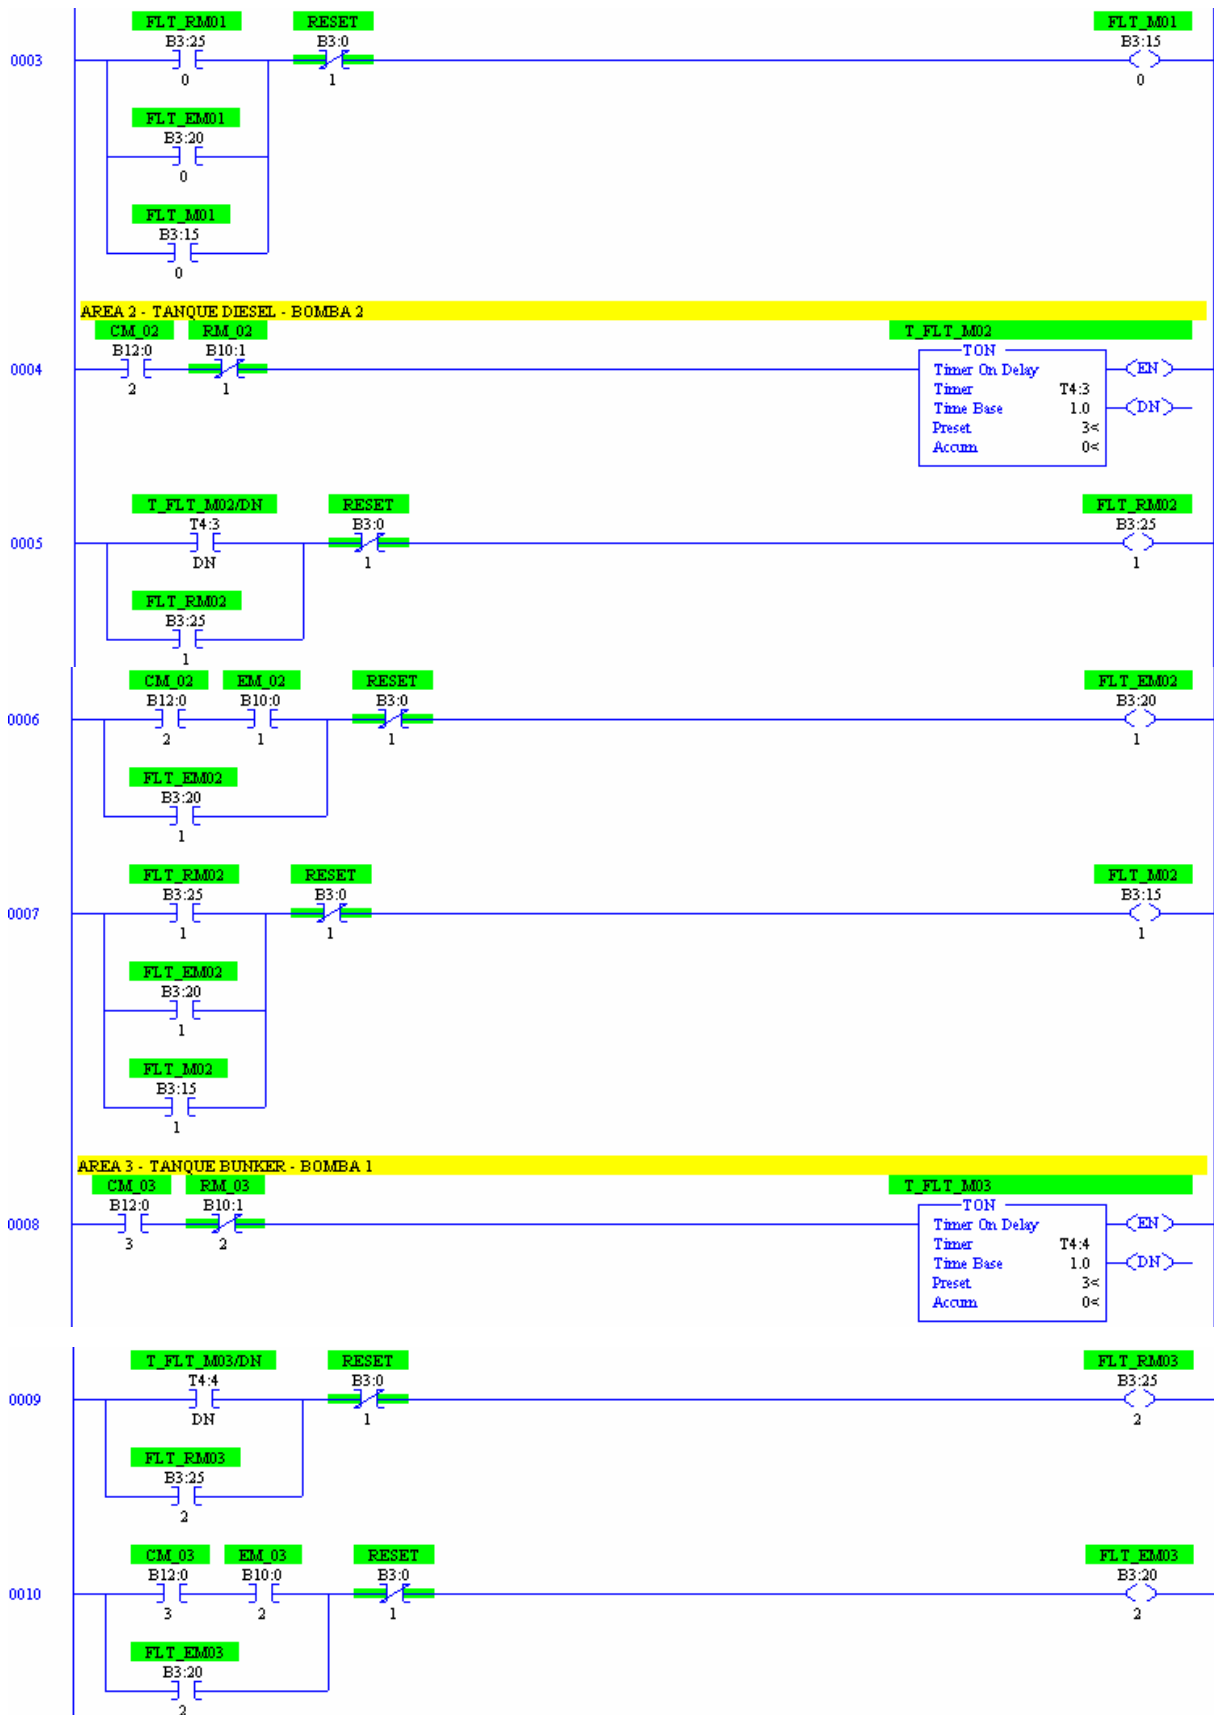 FLT_RM01 RESET FLT_M01
B3:25 B3:0 B3:15
0003
0 1 0
FLT_EM01
B3:20
0
FLT_M01
B3:15
0
AREA 2 - TANQUE DIESEL - BOMBA 2
CM_02 RM_02 T_FLT_M02
B12:0 B10:1 TON
0004 Timer On Delay EN
2 1 Timer T4:3
Time Base 1.0 DN
Preset 3<
Accum 0<
T_FLT_M02/DN RESET FLT_RM02
T4:3 B3:0 B3:25
0005
DN 1 1
FLT_RM02
B3:25
1
CM_02 EM_02 RESET FLT_EM02
B12:0 B10:0 B3:0 B3:20
0006
2 1 1 1
FLT_EM02
B3:20
1
FLT_RM02 RESET FLT_M02
B3:25 B3:0 B3:15
0007
1 1 1
FLT_EM02
B3:20
1
FLT_M02
B3:15
1
AREA 3 - TANQUE BUNKER - BOMBA 1
CM_03 RM_03 T_FLT_M03
B12:0 B10:1 TON
0008 Timer On Delay EN
3 2 Timer T4:4
Time Base 1.0 DN
Preset 3<
Accum 0<
T_FLT_M03/DN RESET FLT_RM03
T4:4 B3:0 B3:25
0009
DN 1 2
FLT_RM03
B3:25
2
CM_03 EM_03 RESET FLT_EM03
B12:0 B10:0 B3:0 B3:20
0010
3 2 1 2
FLT_EM03
B3:20
2